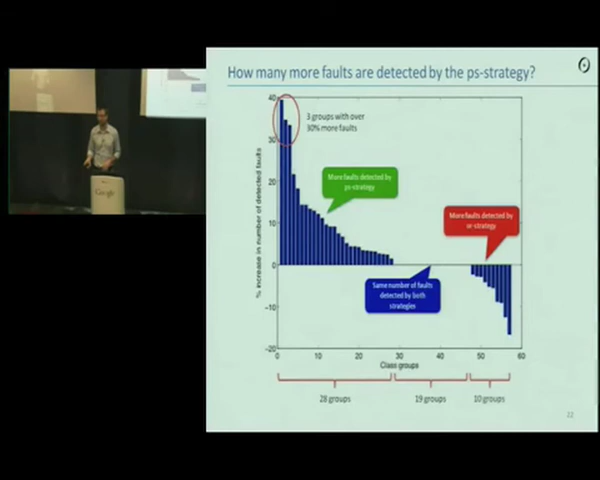 How many more faults are detected by the ps-strategy?
40
3 groups with over
30% more faults
30
More faults detected by
ps-strategy
20
More faults detected by
10
% increase in number of detected faults
0
Same number of faults
detected by both
strategies
-10
-20
0
10
20
30
40
50
60
Class groups
28 groups
19 groups
10 groups
22
Google